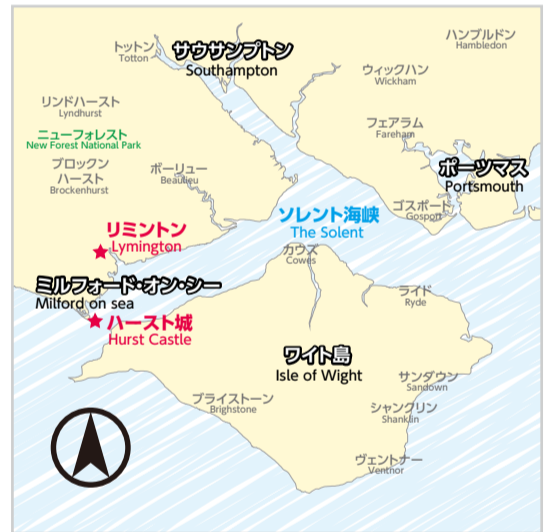 トットン
Totton
サウサンプトン
Southampton
ハンブルドン
Hambledon
ウィックハン
Wickham
リンドハースト
Lyndhurst
ニューフォレスト
New Forest National Park
ブロックン
ハースト
Brockenhurst
ボーリュー
Beaulieu
フェアラム
Fareham
ポーツマス
Portsmouth
ゴスポート
Gosport
リミントン
Lymington
ソレント海峡
The Solent
カウズ
Cowes
ミルフォード・オン・シー
Milford on sea
ハースト城
Hurst Castle
ライド
Ryde
ワイト島
Isle of Wight
サンダウン
Sandown
ブライストーン
Brighstone
シャンクリン
Shanklin
ヴェントナー
Ventnor